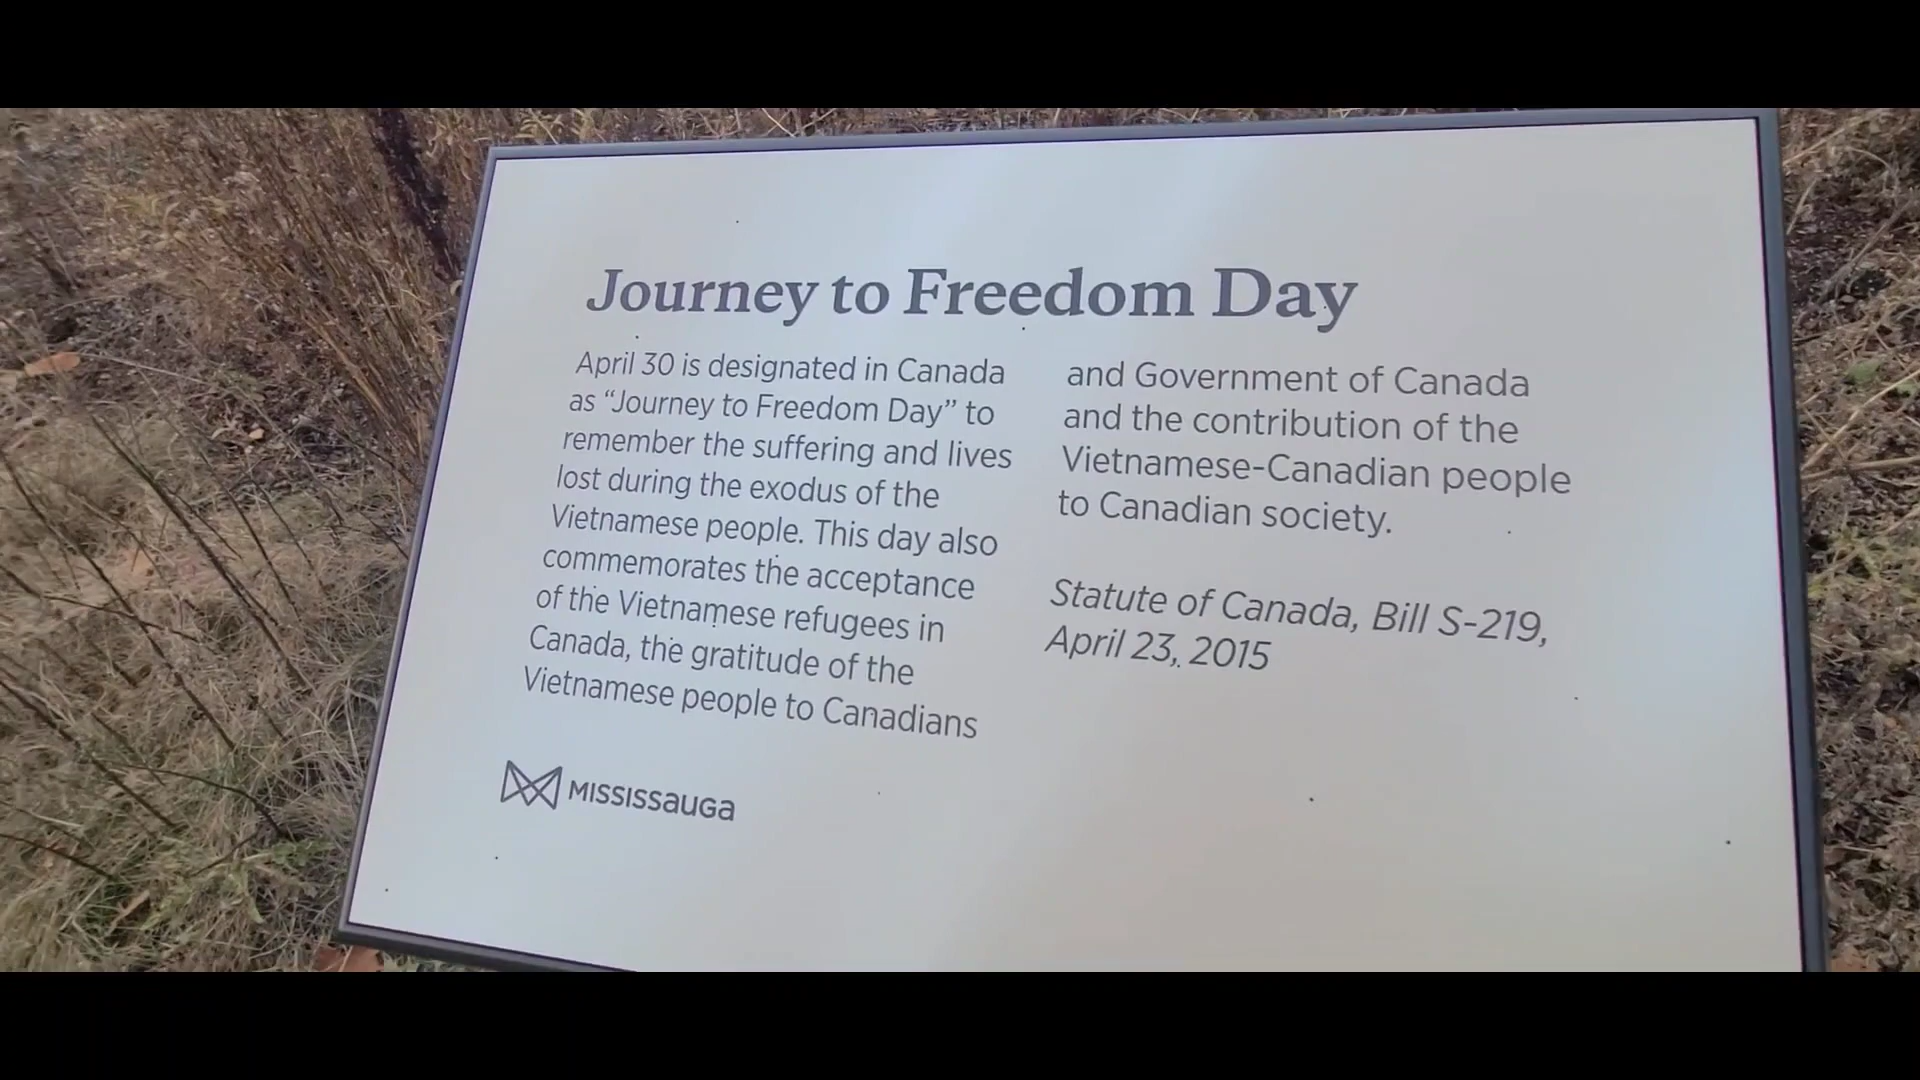 Journey to Freedom Day
April 30 is designated in Canada
as “Journey to Freedom Day” to
remember the suffering and lives
lost during the exodus of the
Vietnamese people. This day also
commemorates the acceptance
of the Vietnamese refugees in
Canada, the gratitude of the
Vietnamese people to Canadians
and Government of Canada
and the contribution of the
Vietnamese-Canadian people
to Canadian society.
Statute of Canada, Bill S-219,
April 23, 2015
MISSISSAUGA